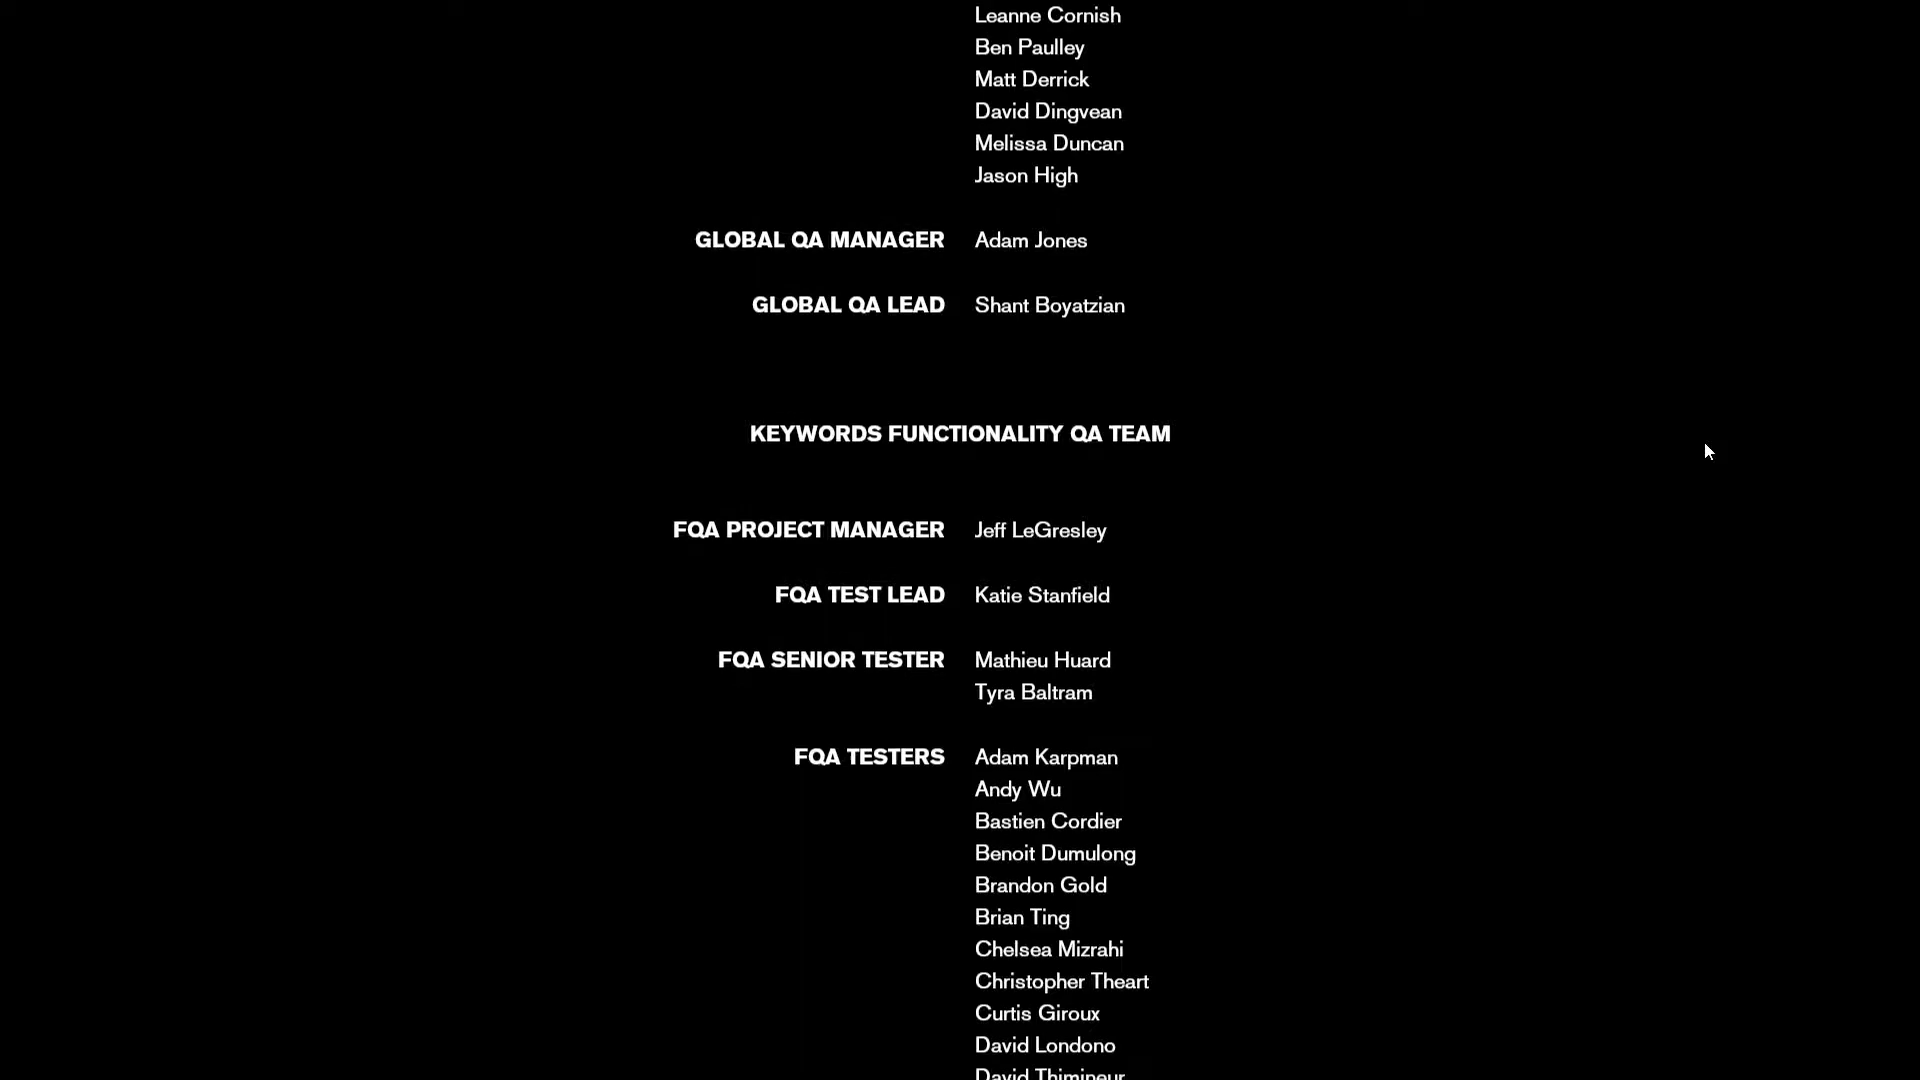 Leanne Cornish
Ben Paulley
Matt Derrick
David Dingvean
Melissa Duncan
Jason High
GLOBAL QA MANAGER Adam Jones
GLOBAL QA LEAD Shant Boyatzian
KEYWORDS FUNCTIONALITY QA TEAM
FQA PROJECT MANAGER Jeff LeGresley
FQA TEST LEAD Katie Stanfield
FQA SENIOR TESTER Mathieu Huard
Tyra Baltram
FQA TESTERS Adam Karpman
Andy Wu
Bastien Cordier
Benoit Dumulong
Brandon Gold
Brian Ting
Chelsea Mizrahi
Christopher Theart
Curtis Giroux
David Londono
David Thimineur